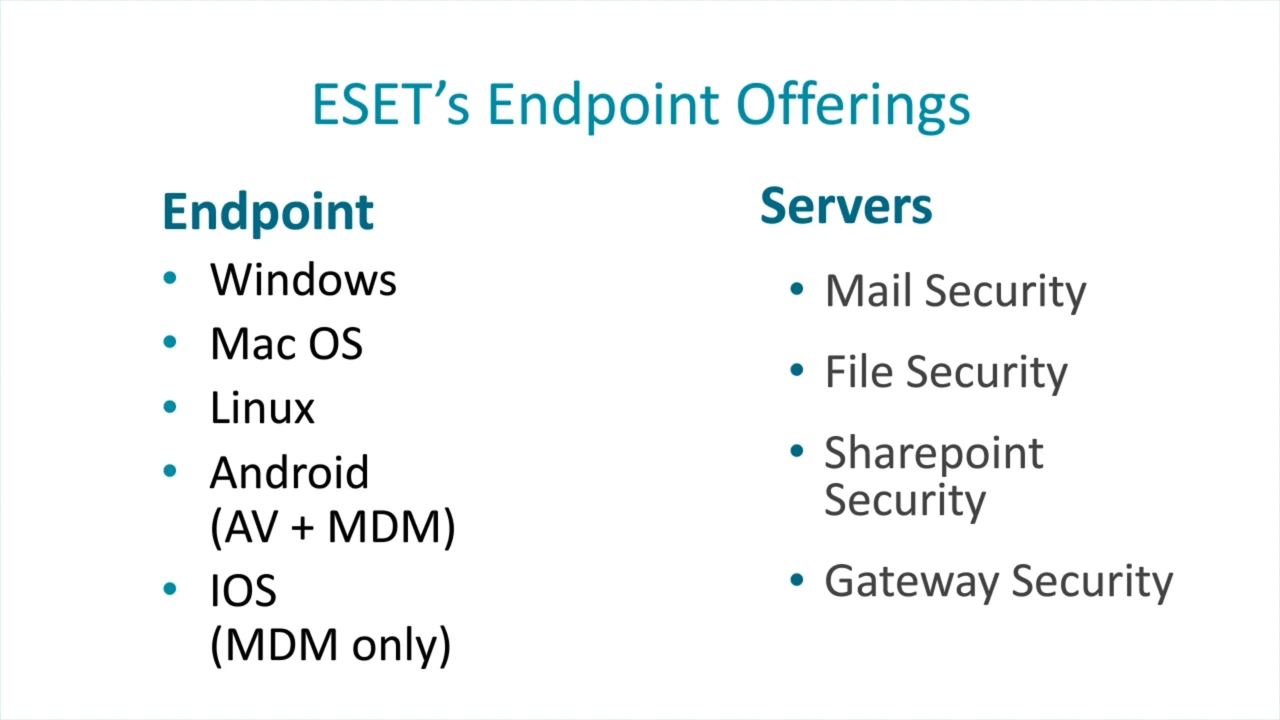 ESET’s Endpoint Offerings
Endpoint
• Windows
• Mac OS
• Linux
• Android
(AV + MDM)
• IOS
(MDM only)
Servers
• Mail Security
• File Security
• Sharepoint
Security
• Gateway Security